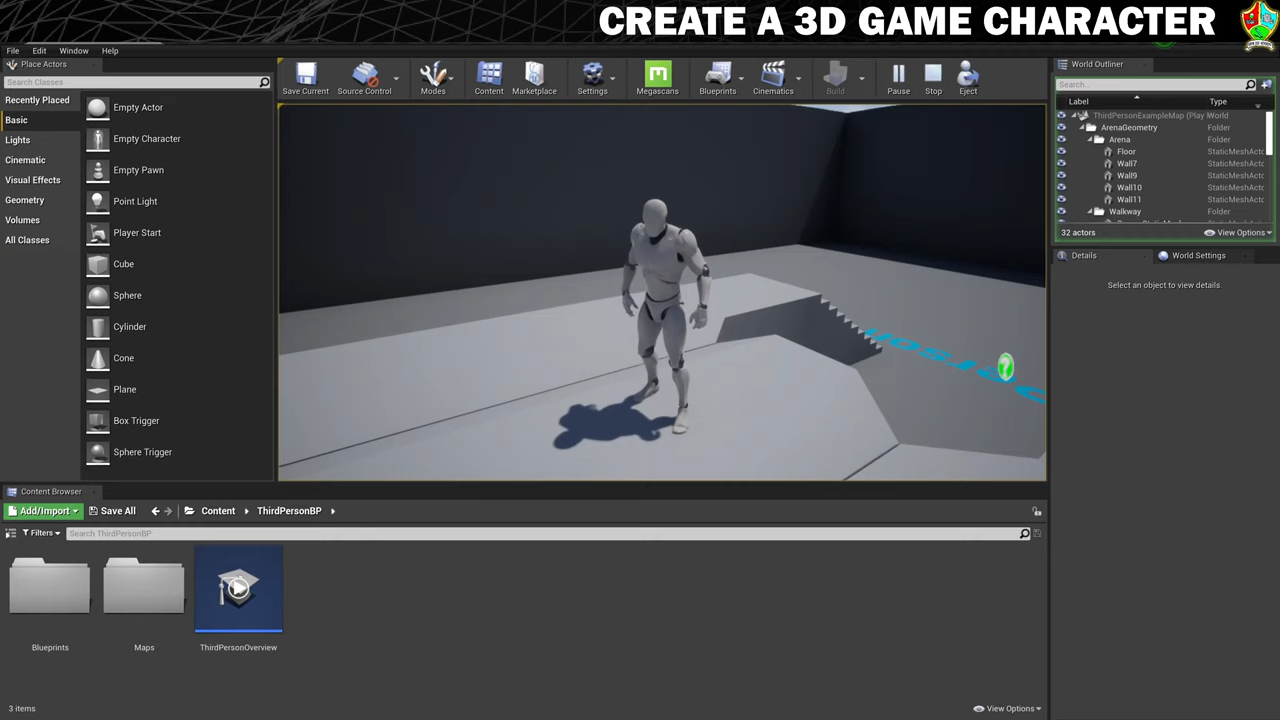 CREATE A 3D GAME CHARACTER
File Edit Window Help
Place Actors
Search Classes
Recently Placed
Basic
Lights
Cinematic
Visual Effects
Geometry
Volumes
All Classes
Empty Actor
Empty Character
Empty Pawn
Point Light
Player Start
Cube
Sphere
Cylinder
Cone
Plane
Box Trigger
Sphere Trigger
Save Current
Source Control
Modes
Content
Marketplace
Settings
Megascans
Blueprints
Cinematics
Build
Pause
Stop
Eject
World Outliner
Search...
Label Type
ThirdPersonExampleMap (Play World
ArenaGeometry Folder
Arena Folder
Floor StaticMeshActo
Wall7 StaticMeshActo
Wall9 StaticMeshActo
Wall10 StaticMeshActo
Wall11 StaticMeshActo
Walkway Folder
32 actors View Options
Details World Settings
Select an object to view details.
Content Browser
Add/Import Save All Content ThirdPersonBP
Filters Search ThirdPersonBP
Blueprints
Maps
ThirdPersonOverview
3 items View Options